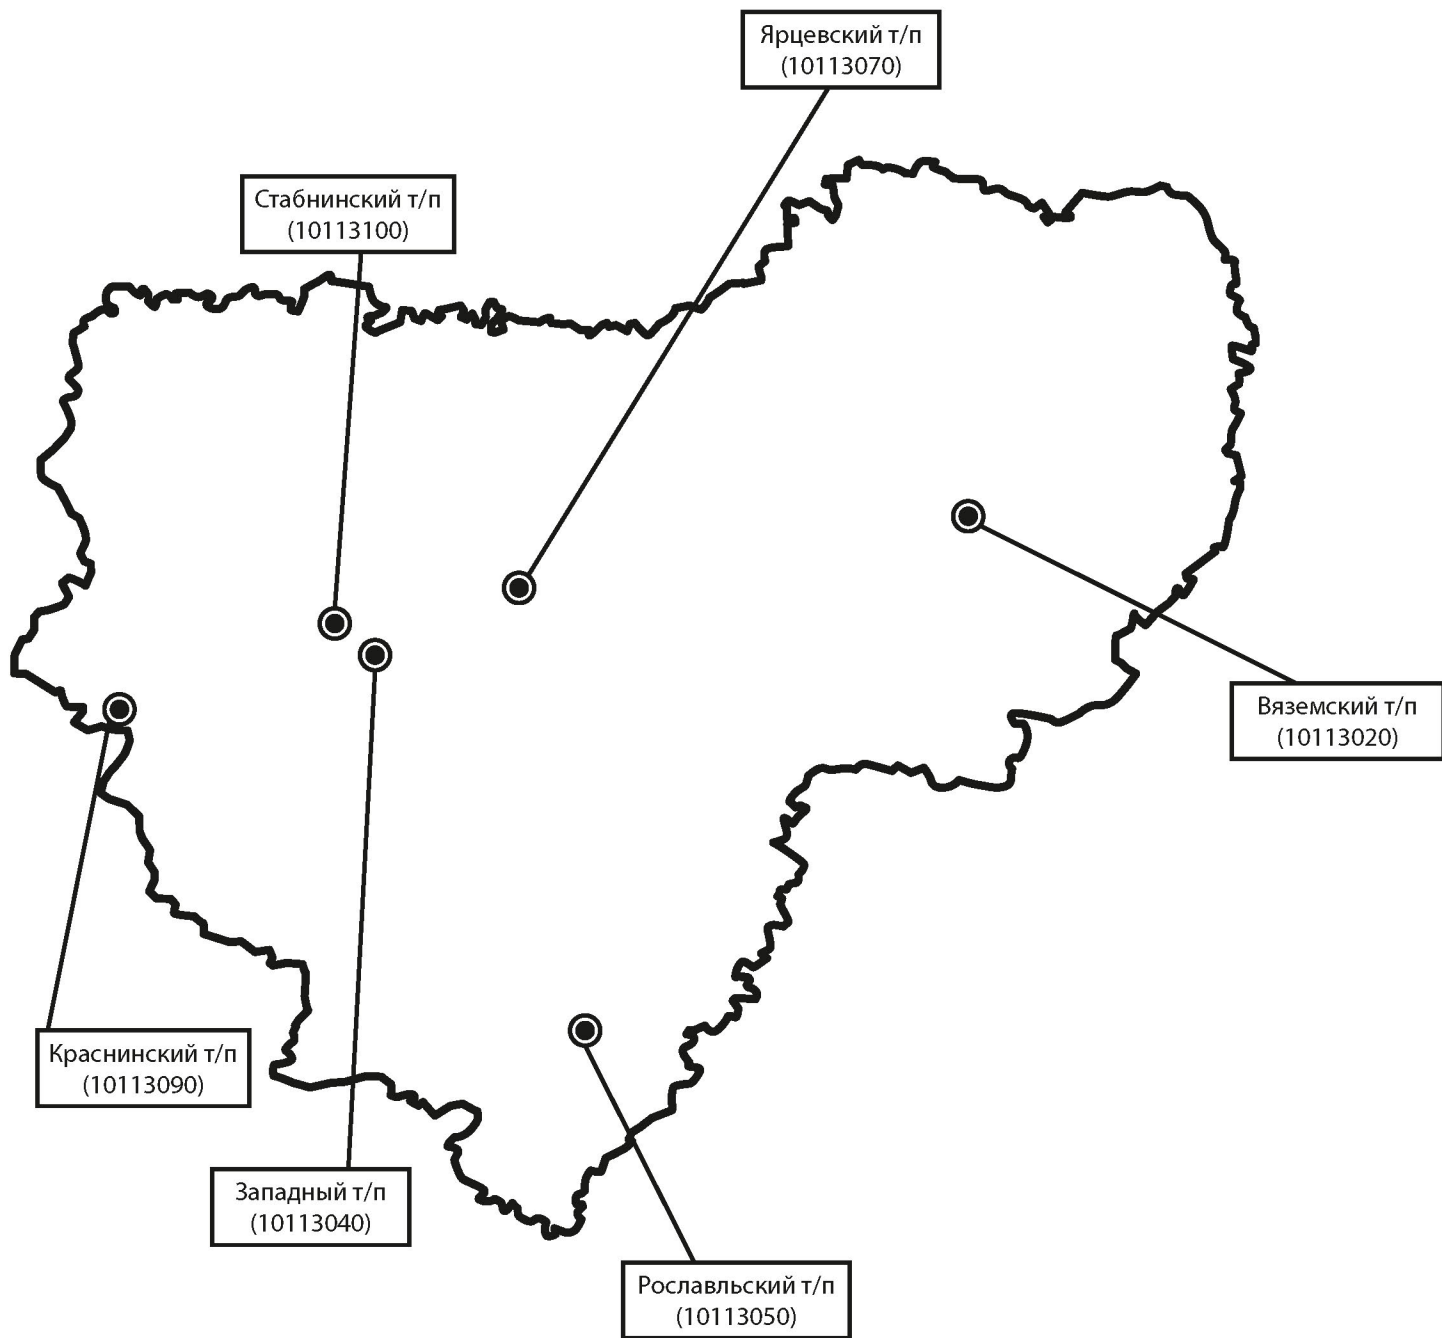 Ярцевский т/п
(10113070)
Стабнинский т/п
(10113100)
Вяземский т/п
(10113020)
Краснинский т/п
(10113090)
Западный т/п
(10113040)
Рославльский т/п
(10113050)